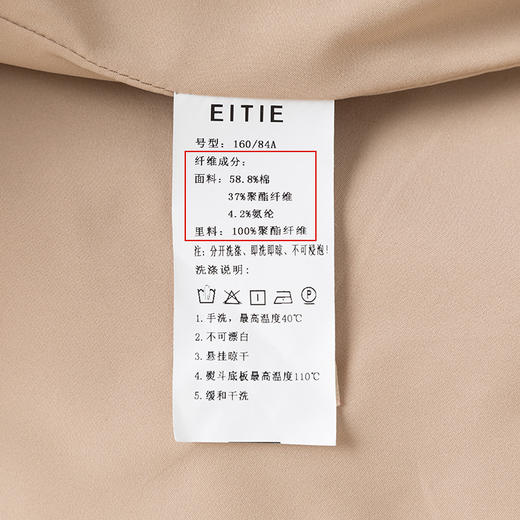 EITIE
号型: 160/84A
纤维成分:
面料: 58.8%棉
37%聚酯纤维
4.2%氨纶
里料: 100%聚酯纤维
注: 分开洗涤、即洗即晾、不可浸泡!
洗涤说明:
P
1. 手洗, 最高温度40℃
2. 不可漂白
3. 悬挂晾干
4. 熨斗底板最高温度110℃
5. 缓和干洗